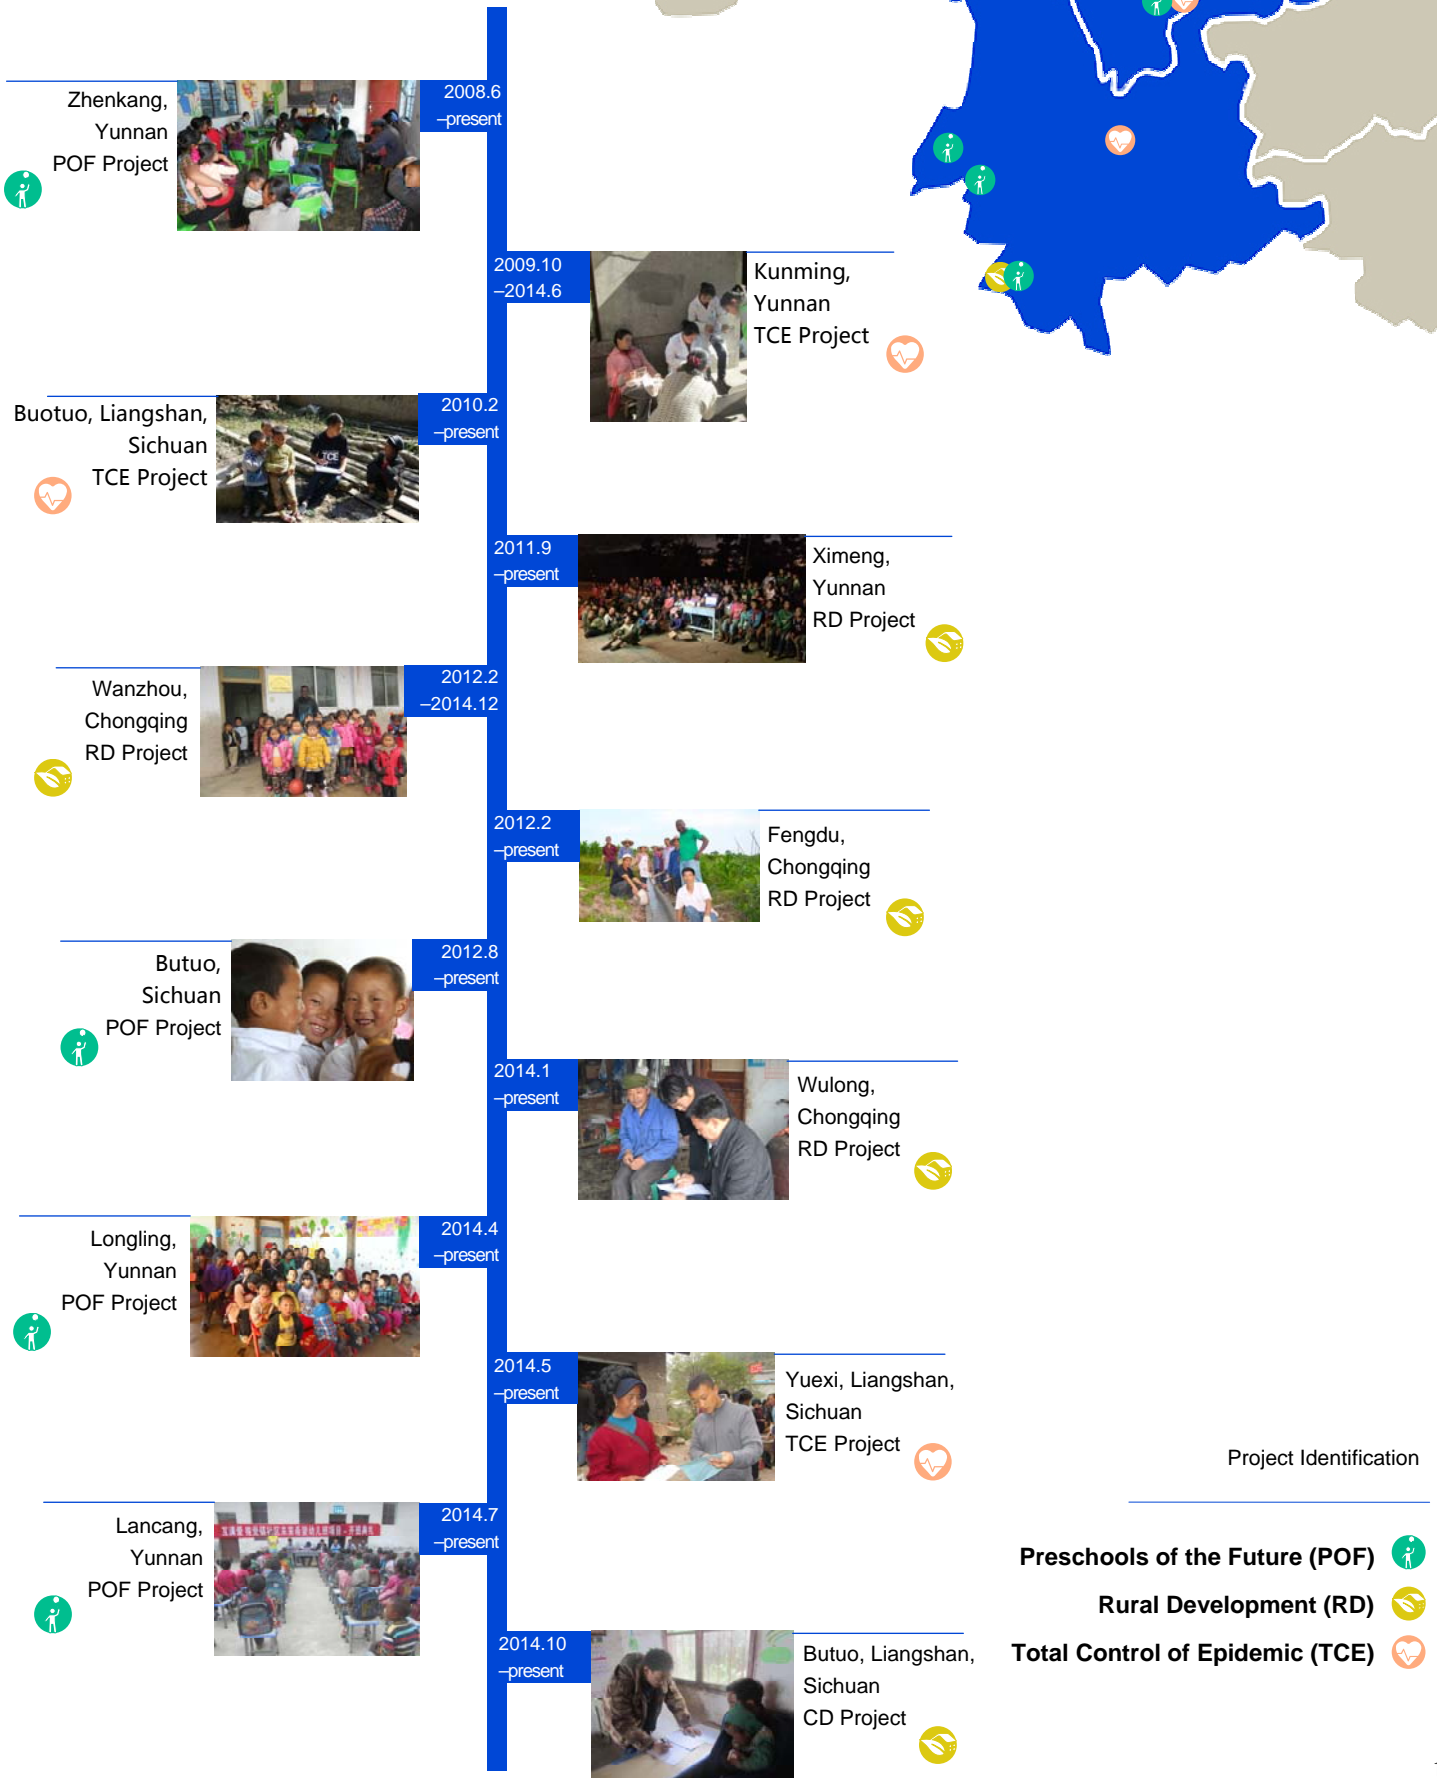 2008.6
–present
Zhenkang,
Yunnan
POF Project
2009.10
–2014.6
Kunming,
Yunnan
TCE Project
2010.2
–present
Buotuo, Liangshan,
Sichuan
TCE Project
TCE
2011.9
–present
Ximeng,
Yunnan
RD Project
2012.2
–2014.12
Wanzhou,
Chongqing
RD Project
2012.2
–present
Fengdu,
Chongqing
RD Project
2012.8
–present
Butuo,
Sichuan
POF Project
2014.1
–present
Wulong,
Chongqing
RD Project
2014.4
–present
Longling,
Yunnan
POF Project
2014.5
–present
Yuexi, Liangshan,
Sichuan
TCE Project
2014.7
–present
Lancang,
Yunnan
POF Project
2014.10
–present
Butuo, Liangshan,
Sichuan
CD Project
Project Identification
Preschools of the Future (POF)
Rural Development (RD)
Total Control of Epidemic (TCE)